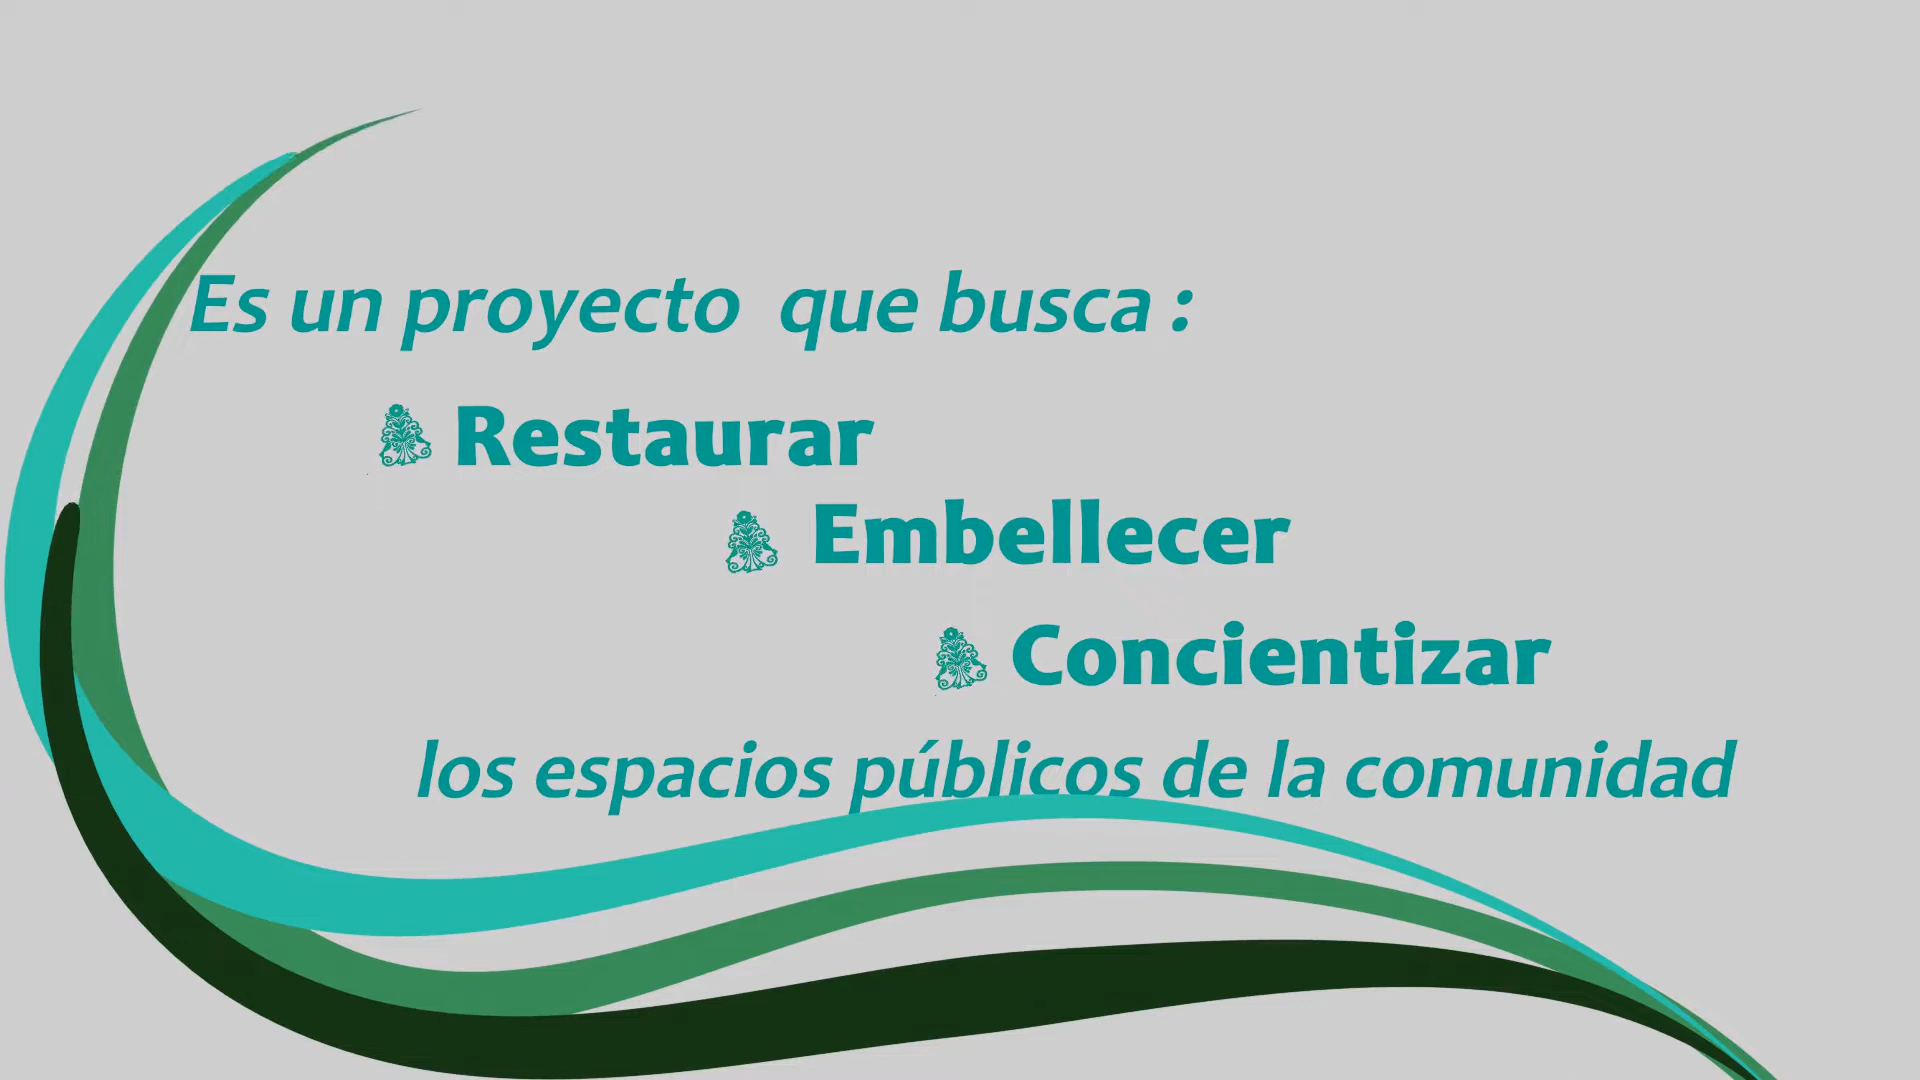 Es un proyecto que busca :
Restaurar
Embellecer
Concientizar
los espacios públicos de la comunidad